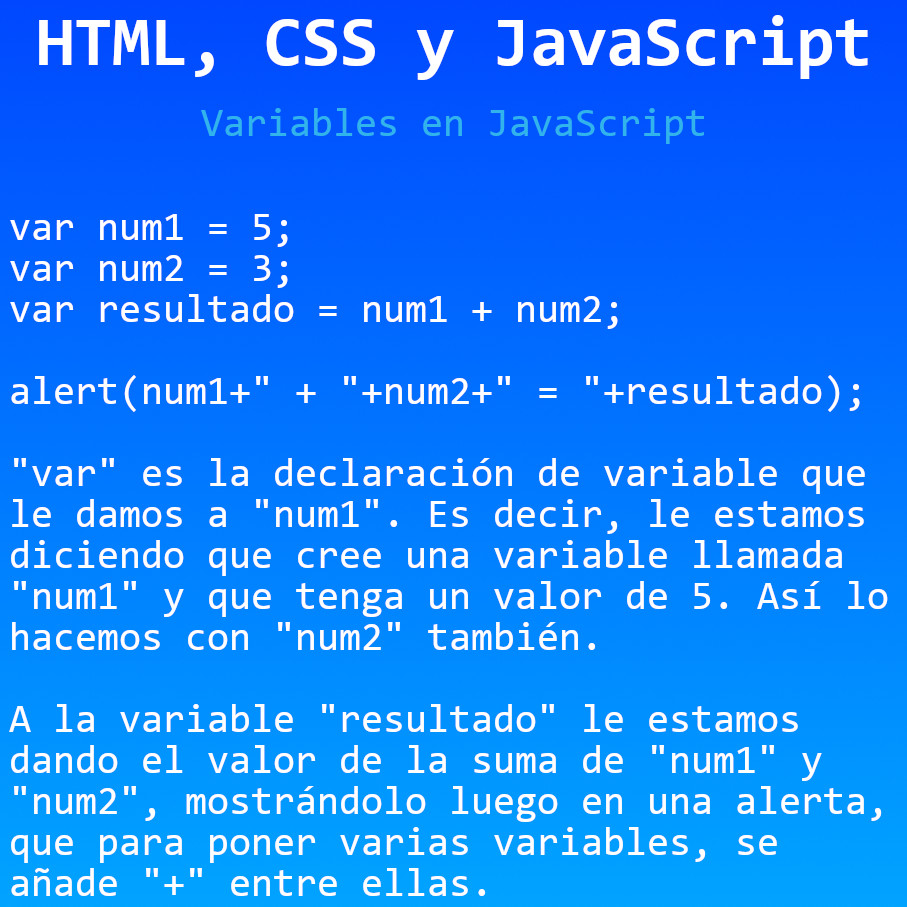 HTML, CSS y JavaScript
Variables en JavaScript
var num1 = 5;
var num2 = 3;
var resultado = num1 + num2;
alert(num1+" + "+num2+" = "+resultado);
"var" es la declaración de variable que
le damos a "num1". Es decir, le estamos
diciendo que cree una variable llamada
"num1" y que tenga un valor de 5. Así lo
hacemos con "num2" también.
A la variable "resultado" le estamos
dando el valor de la suma de "num1" y
"num2", mostrándolo luego en una alerta,
que para poner varias variables, se
añade "+" entre ellas.